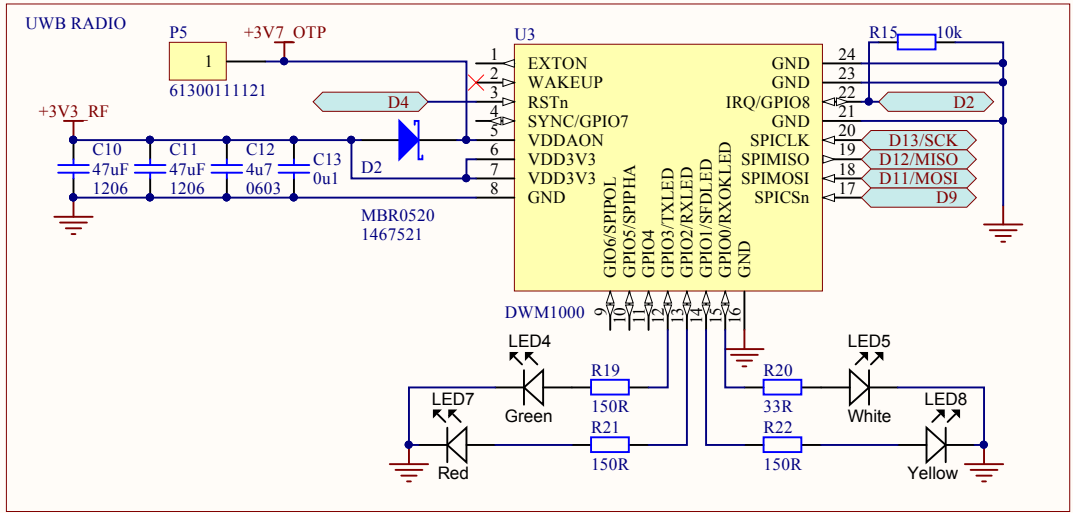 UWB RADIO
P5
1
61300111121
+3V7_OTP
+3V3_RF
C10
47uF
1206
C11
47uF
1206
C12
4u7
0603
C13
0u1
D4
D2
MBR0520
1467521
U3
1 EXTON
2 WAKEUP
3 RSTn
4 SYNC/GPIO7
5 VDDAON
6 VDD3V3
7 VDD3V3
8 GND
GND 24
GND 23
IRQ/GPIO8 22
GND 21
SPICLK 20
SPIMISO 19
SPIMOSI 18
SPICSn 17
R15 10k
D2
D13/SCK
D12/MISO
D11/MOSI
D9
GIO6/SPIPOL 9
GPIO5/SPIPHA 10
GPIO4 11
GPIO3/TXLED 12
GPIO2/RXLED 13
GPIO1/SFDLED 14
GPIO0/RXOKLED 15
GND 16
DWM1000
LED4
Green
R19
150R
LED7
Red
R21
150R
R20
33R
LED5
White
R22
150R
LED8
Yellow